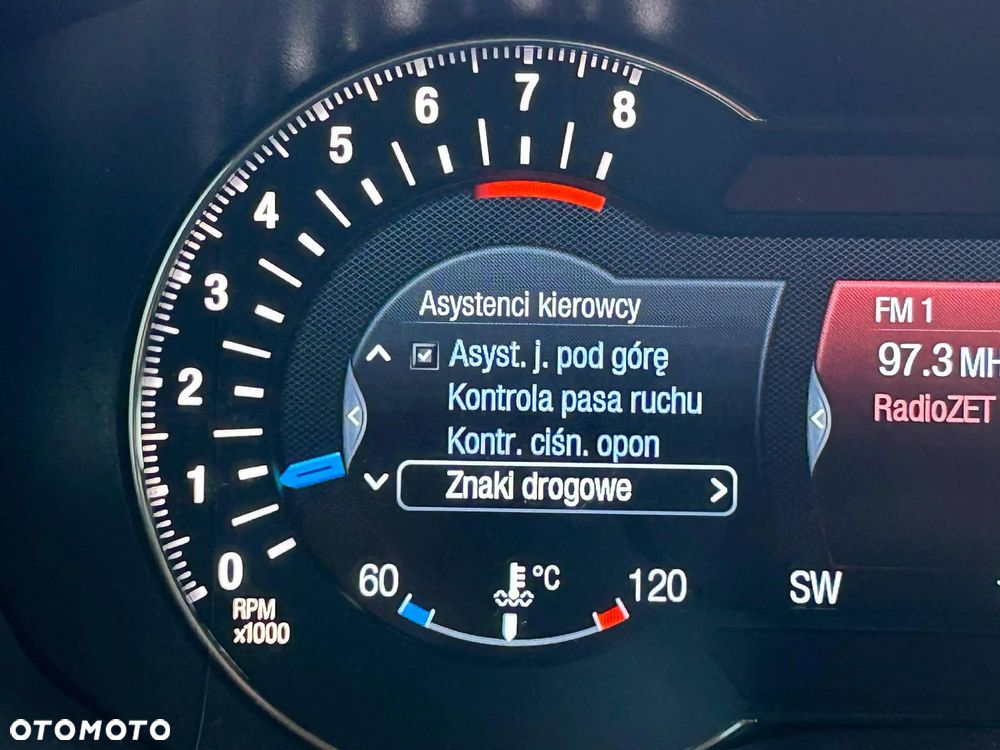 8
7
6
5
4
3
2
1
0
RPM
x1000
Asystenci kierowcy
Asyst. j. pod górę
Kontrola pasa ruchu
Kontr. ciśn. opon
Znaki drogowe
60
°C
120
FM 1
97.3 MH
RadioZET
SW
OTOMOTO